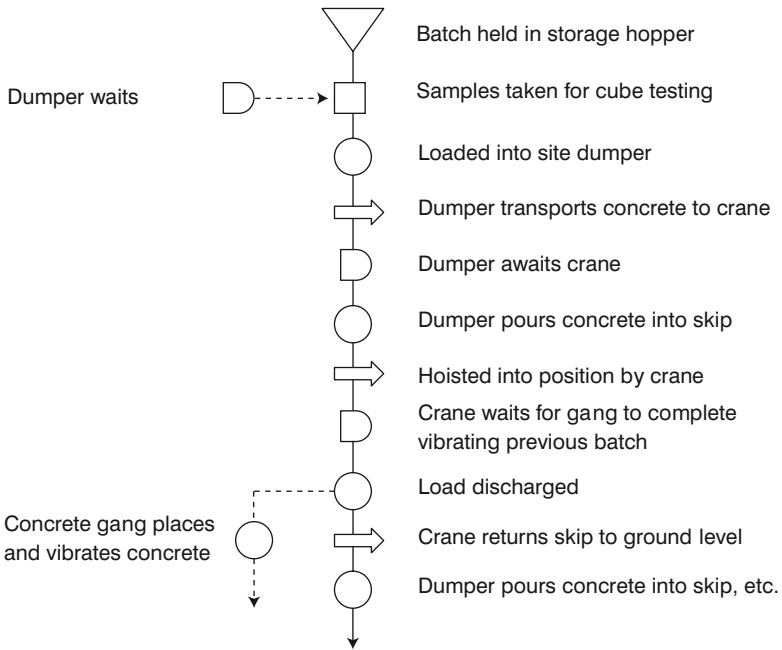 Batch held in storage hopper
Dumper waits
Samples taken for cube testing
Loaded into site dumper
Dumper transports concrete to crane
Dumper awaits crane
Dumper pours concrete into skip
Hoisted into position by crane
Crane waits for gang to complete
vibrating previous batch
Load discharged
Concrete gang places
and vibrates concrete
Crane returns skip to ground level
Dumper pours concrete into skip, etc.